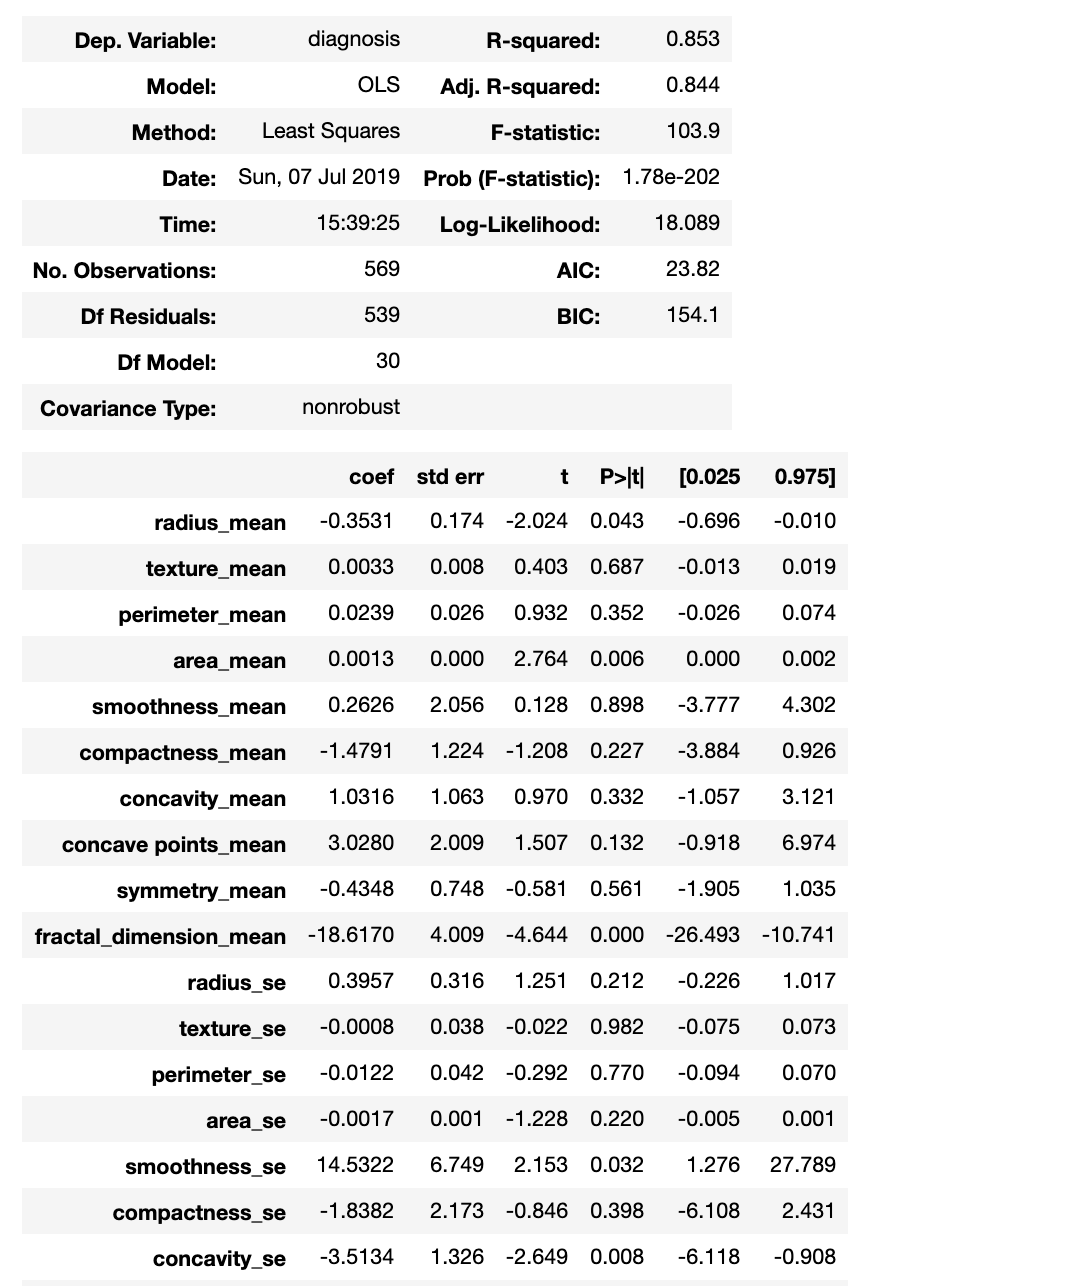 Dep. Variable: diagnosis R-squared: 0.853
Model: OLS Adj. R-squared: 0.844
Method: Least Squares F-statistic: 103.9
Date: Sun, 07 Jul 2019 Prob (F-statistic): 1.78e-202
Time: 15:39:25 Log-Likelihood: 18.089
No. Observations: 569 AIC: 23.82
Df Residuals: 539 BIC: 154.1
Df Model: 30
Covariance Type: nonrobust
coef std err t P>|t| [0.025 0.975]
radius_mean -0.3531 0.174 -2.024 0.043 -0.696 -0.010
texture_mean 0.0033 0.008 0.403 0.687 -0.013 0.019
perimeter_mean 0.0239 0.026 0.932 0.352 -0.026 0.074
area_mean 0.0013 0.000 2.764 0.006 0.000 0.002
smoothness_mean 0.2626 2.056 0.128 0.898 -3.777 4.302
compactness_mean -1.4791 1.224 -1.208 0.227 -3.884 0.926
concavity_mean 1.0316 1.063 0.970 0.332 -1.057 3.121
concave points_mean 3.0280 2.009 1.507 0.132 -0.918 6.974
symmetry_mean -0.4348 0.748 -0.581 0.561 -1.905 1.035
fractal_dimension_mean -18.6170 4.009 -4.644 0.000 -26.493 -10.741
radius_se 0.3957 0.316 1.251 0.212 -0.226 1.017
texture_se -0.0008 0.038 -0.022 0.982 -0.075 0.073
perimeter_se -0.0122 0.042 -0.292 0.770 -0.094 0.070
area_se -0.0017 0.001 -1.228 0.220 -0.005 0.001
smoothness_se 14.5322 6.749 2.153 0.032 1.276 27.789
compactness_se -1.8382 2.173 -0.846 0.398 -6.108 2.431
concavity_se -3.5134 1.326 -2.649 0.008 -6.118 -0.908